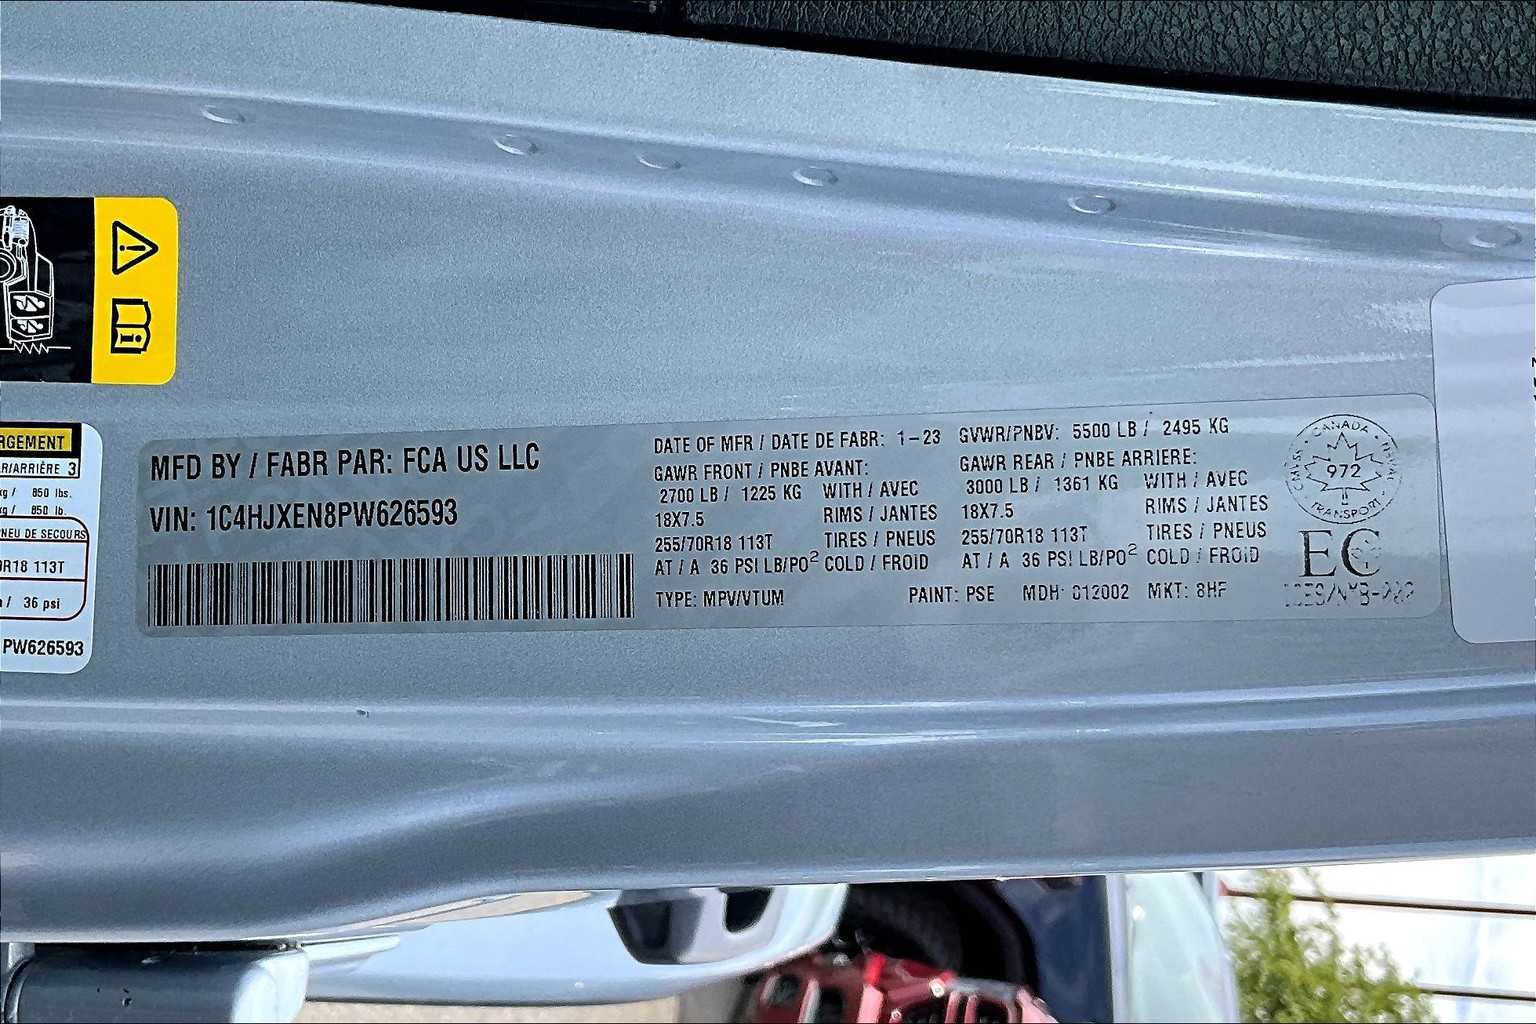 RGEMENT
R/ARRIÈRE 3
kg / 850 lbs.
kg / 850 lb.
PNEU DE SECOURS
0R18 113T
/ 36 psi
PW626593
MFD BY / FABR PAR: FCA US LLC
VIN: 1C4HJXEN8PW626593
DATE OF MFR / DATE DE FABR: 1-23 GVWR/PNBV: 5500 LB / 2495 KG
GAWR FRONT / PNBE AVANT: GAWR REAR / PNBE ARRIERE:
2700 LB / 1225 KG WITH / AVEC 3000 LB / 1361 KG WITH / AVEC
18X7.5 RIMS / JANTES 18X7.5 RIMS / JANTES
255/70R18 113T TIRES / PNEUS 255/70R18 113T TIRES / PNEUS
AT / A 36 PSI LB/PO² COLD / FROID AT / A 36 PSI LB/PO² COLD / FROID
TYPE: MPV/VTUM PAINT: PSE MDH: 012002 MKT: 8HF
CANADA
972
TRANSPORT
EC